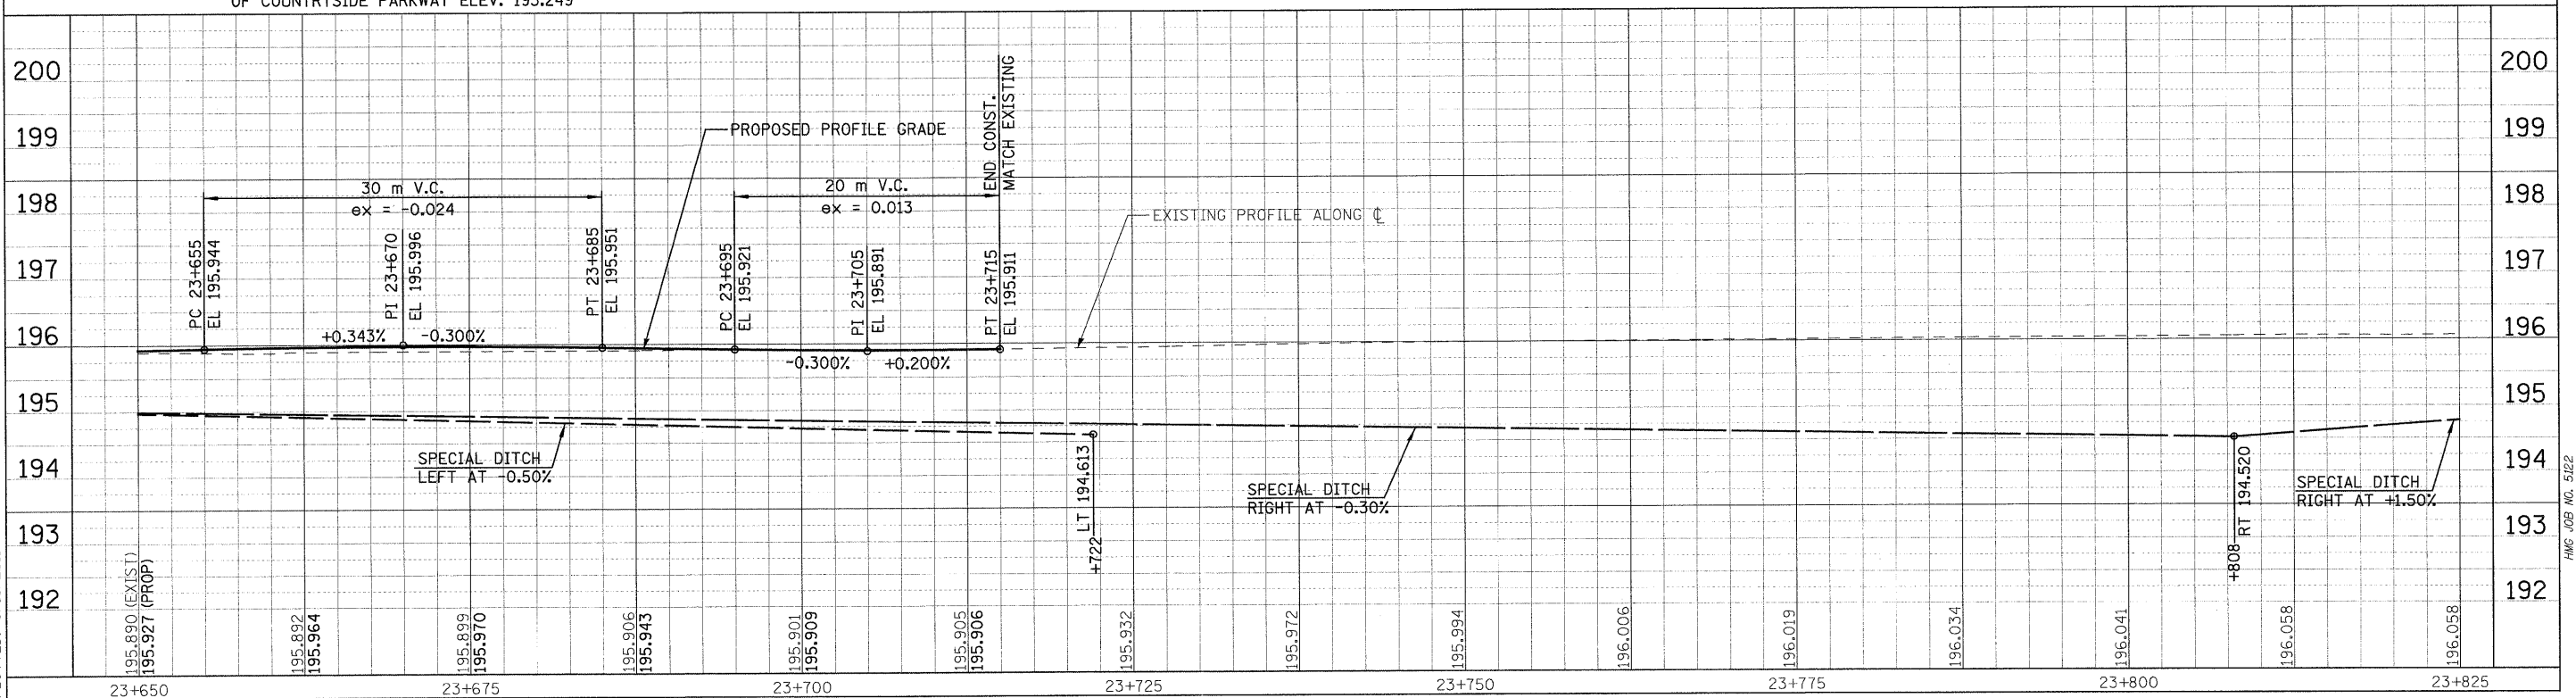 OF COUNTRYSIDE PARKWAY ELEV. 195.249
200
199
198
197
196
195
194
193
192
200
199
198
197
196
195
194
193
192
PROPOSED PROFILE GRADE
END CONST.
MATCH EXISTING
30 m V.C.
ex = -0.024
20 m V.C.
ex = 0.013
EXISTING PROFILE ALONG ℄
PC 23+655
EL 195.944
PI 23+670
EL 195.996
PT 23+685
EL 195.951
PC 23+695
EL 195.921
PI 23+705
EL 195.891
PT 23+715
EL 195.911
+0.343%
-0.300%
-0.300%
+0.200%
SPECIAL DITCH
LEFT AT -0.50%
+722
LT 194.613
SPECIAL DITCH
RIGHT AT -0.30%
+808
RT 194.520
SPECIAL DITCH
RIGHT AT +1.50%
195.890 (EXIST)
195.927 (PROP)
195.892
195.964
195.899
195.970
195.906
195.943
195.901
195.909
195.905
195.906
195.932
195.972
195.994
196.006
196.019
196.034
196.041
196.058
196.058
23+650
23+675
23+700
23+725
23+750
23+775
23+800
23+825
HMG JOB NO. 5122